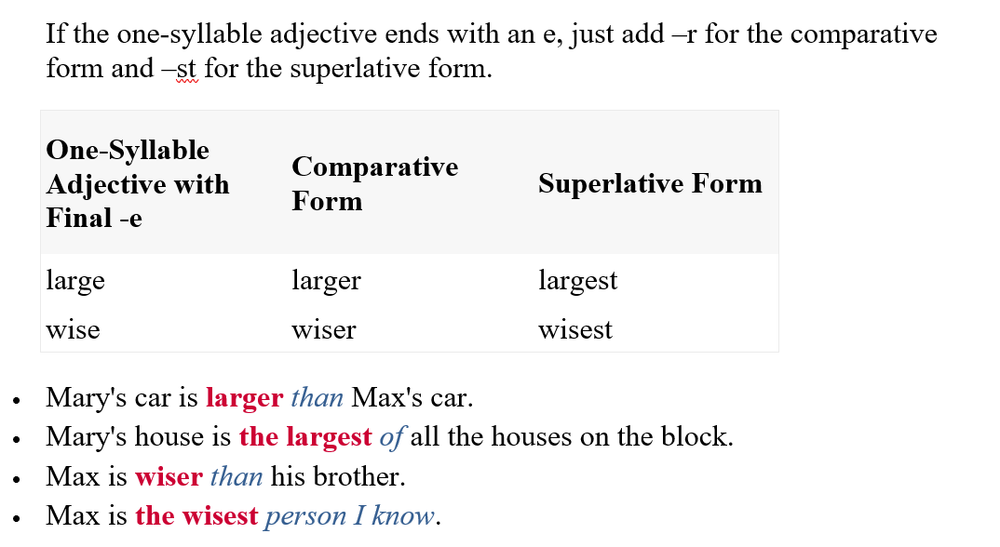 If the one-syllable adjective ends with an e, just add –r for the comparative
form and –st for the superlative form.
One-Syllable
Adjective with
Final -e
Comparative
Form
Superlative Form
large larger largest
wise wiser wisest
• Mary's car is larger than Max's car.
• Mary's house is the largest of all the houses on the block.
• Max is wiser than his brother.
• Max is the wisest person I know.